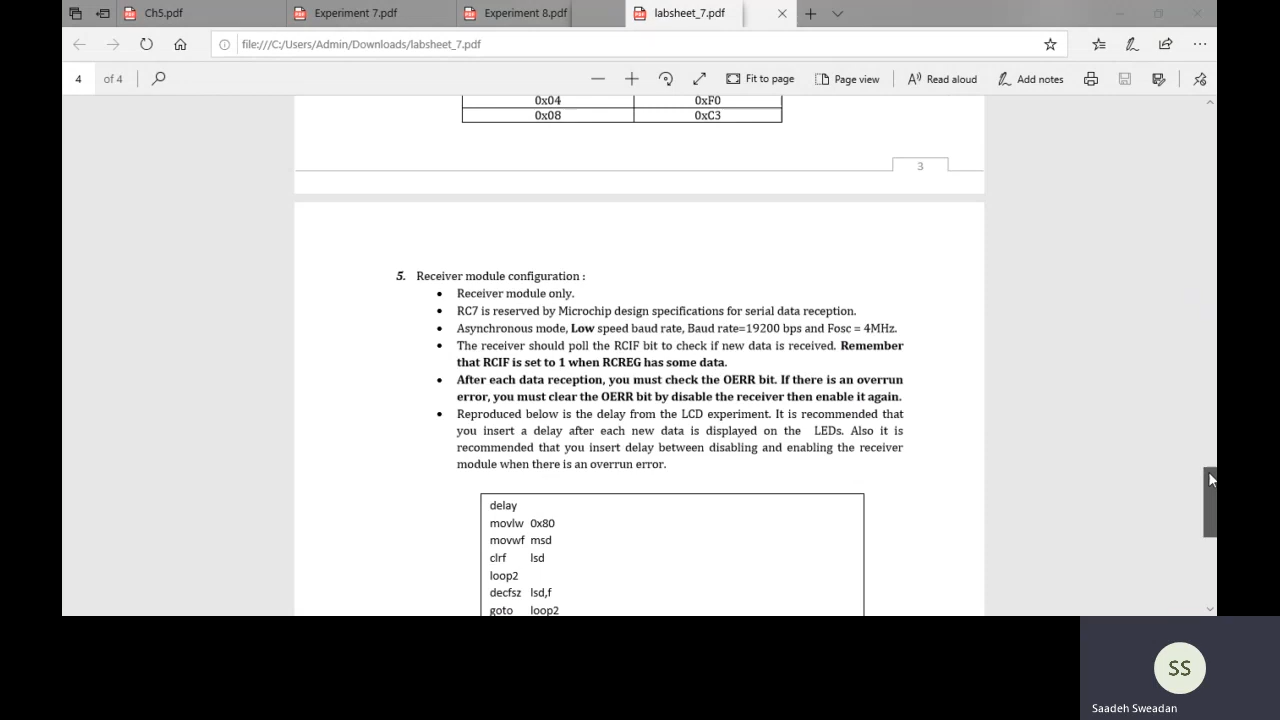 Ch5.pdf
Experiment 7.pdf
Experiment 8.pdf
labsheet_7.pdf
file:///C:/Users/Admin/Downloads/labsheet_7.pdf
4 of 4
Fit to page
Page view
Read aloud
Add notes
0x04 0xF0
0x08 0xC3
3
5. Receiver module configuration :
• Receiver module only.
• RC7 is reserved by Microchip design specifications for serial data reception.
• Asynchronous mode, Low speed baud rate, Baud rate=19200 bps and Fosc = 4MHz.
• The receiver should poll the RCIF bit to check if new data is received. Remember
that RCIF is set to 1 when RCREG has some data.
• After each data reception, you must check the OERR bit. If there is an overrun
error, you must clear the OERR bit by disable the receiver then enable it again.
• Reproduced below is the delay from the LCD experiment. It is recommended that
you insert a delay after each new data is displayed on the LEDs. Also it is
recommended that you insert delay between disabling and enabling the receiver
module when there is an overrun error.
delay
movlw 0x80
movwf msd
clrf lsd
loop2
decfsz lsd,f
goto loop2
SS
Saadeh Sweadan